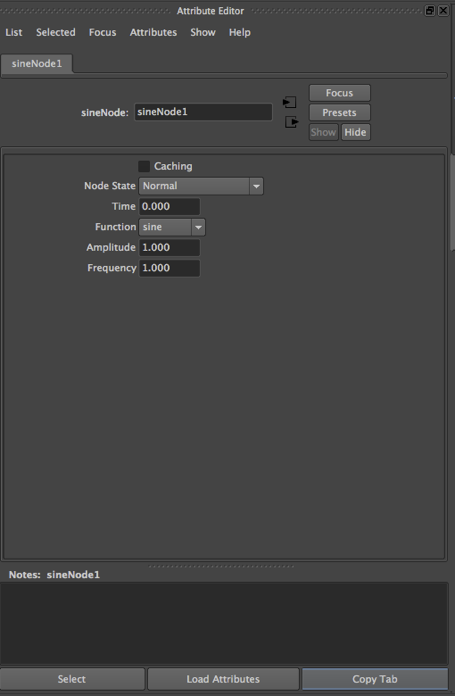 Attribute Editor
List Selected Focus Attributes Show Help
sineNode1
Focus
sineNode: sineNode1
Presets
Show Hide
Caching
Node State Normal
Time 0.000
Function sine
Amplitude 1.000
Frequency 1.000
Notes: sineNode1
Select Load Attributes Copy Tab